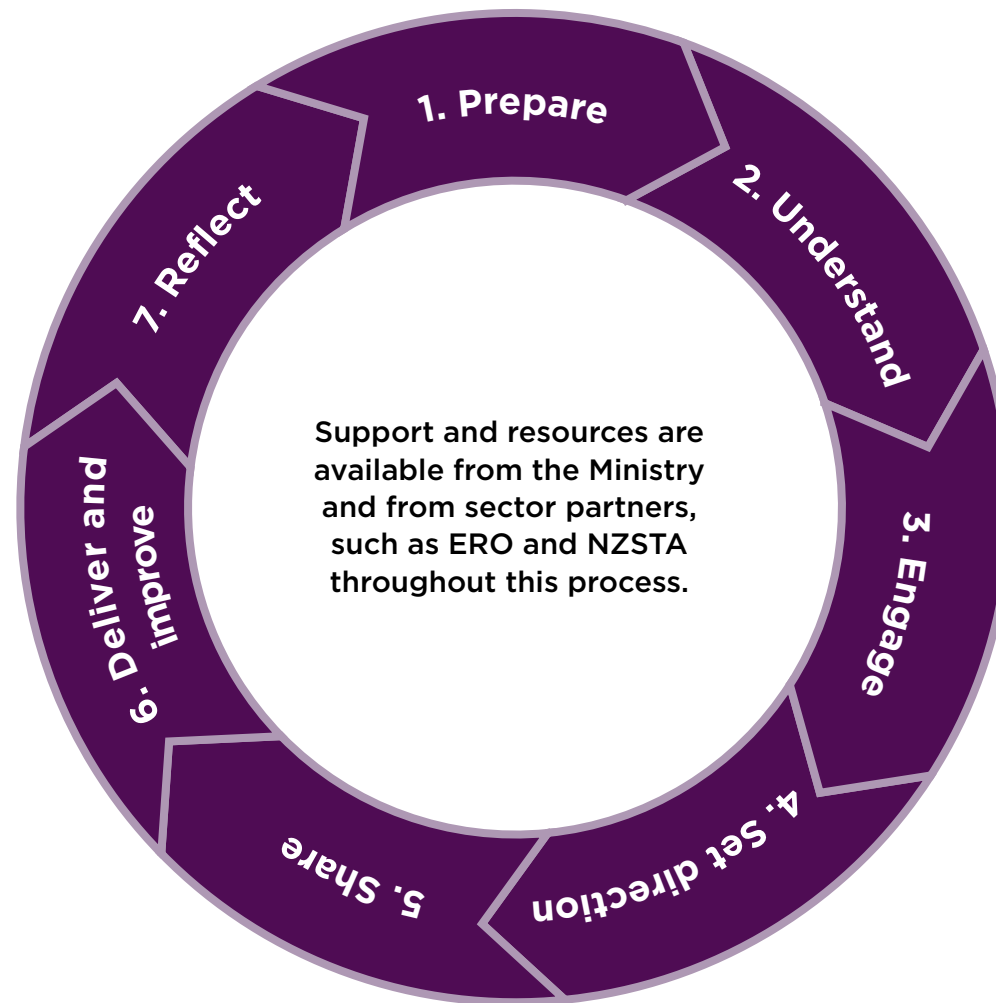 1. Prepare
2. Understand
3. Engage
4. Set direction
5. Share
6. Deliver and
improve
7. Reflect
Support and resources are
available from the Ministry
and from sector partners,
such as ERO and NZSTA
throughout this process.